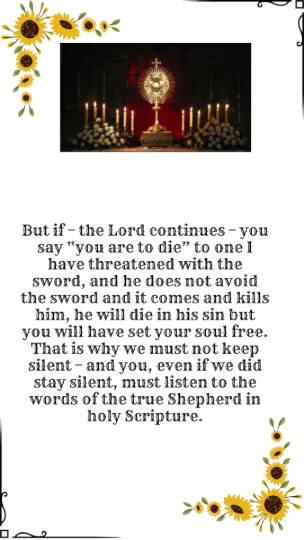 But if – the Lord continues – you
say "you are to die" to one I
have threatened with the
sword, and he does not avoid
the sword and it comes and kills
him, he will die in his sin but
you will have set your soul free.
That is why we must not keep
silent – and you, even if we did
stay silent, must listen to the
words of the true Shepherd in
holy Scripture.